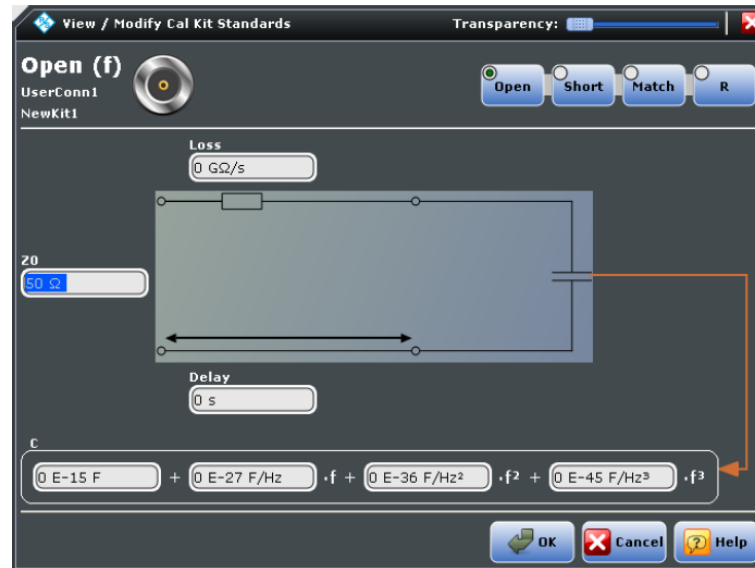 View / Modify Cal Kit Standards
Transparency:
Open (f)
UserConn1
NewKit1
Open
Short
Match
R
Loss
0 GΩ/s
Z0
50 Ω
Delay
0 s
C
0 E-15 F + 0 E-27 F/Hz ·f + 0 E-36 F/Hz² ·f² + 0 E-45 F/Hz³ ·f³
OK
Cancel
Help